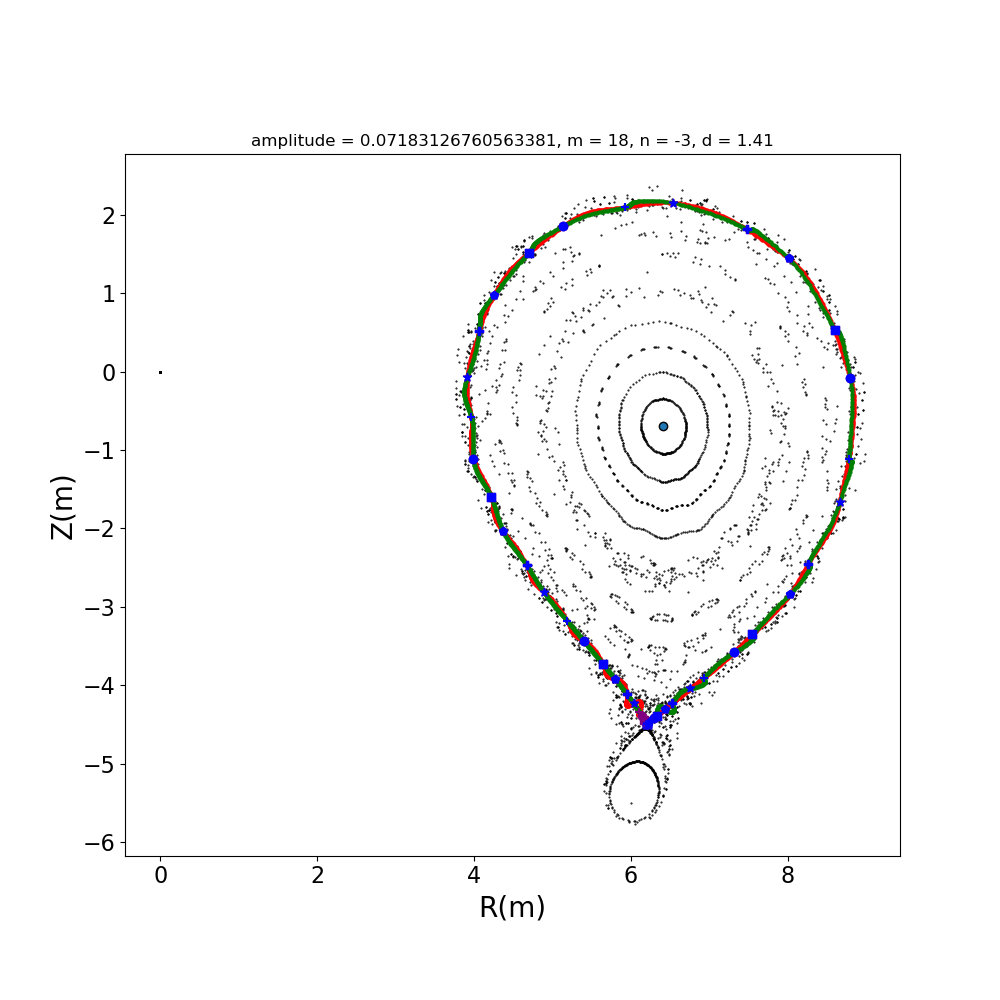 amplitude = 0.07183126760563381, m = 18, n = -3, d = 1.41
2
1
0
−1
−2
−3
−4
−5
−6
Z(m)
0 2 4 6 8
R(m)